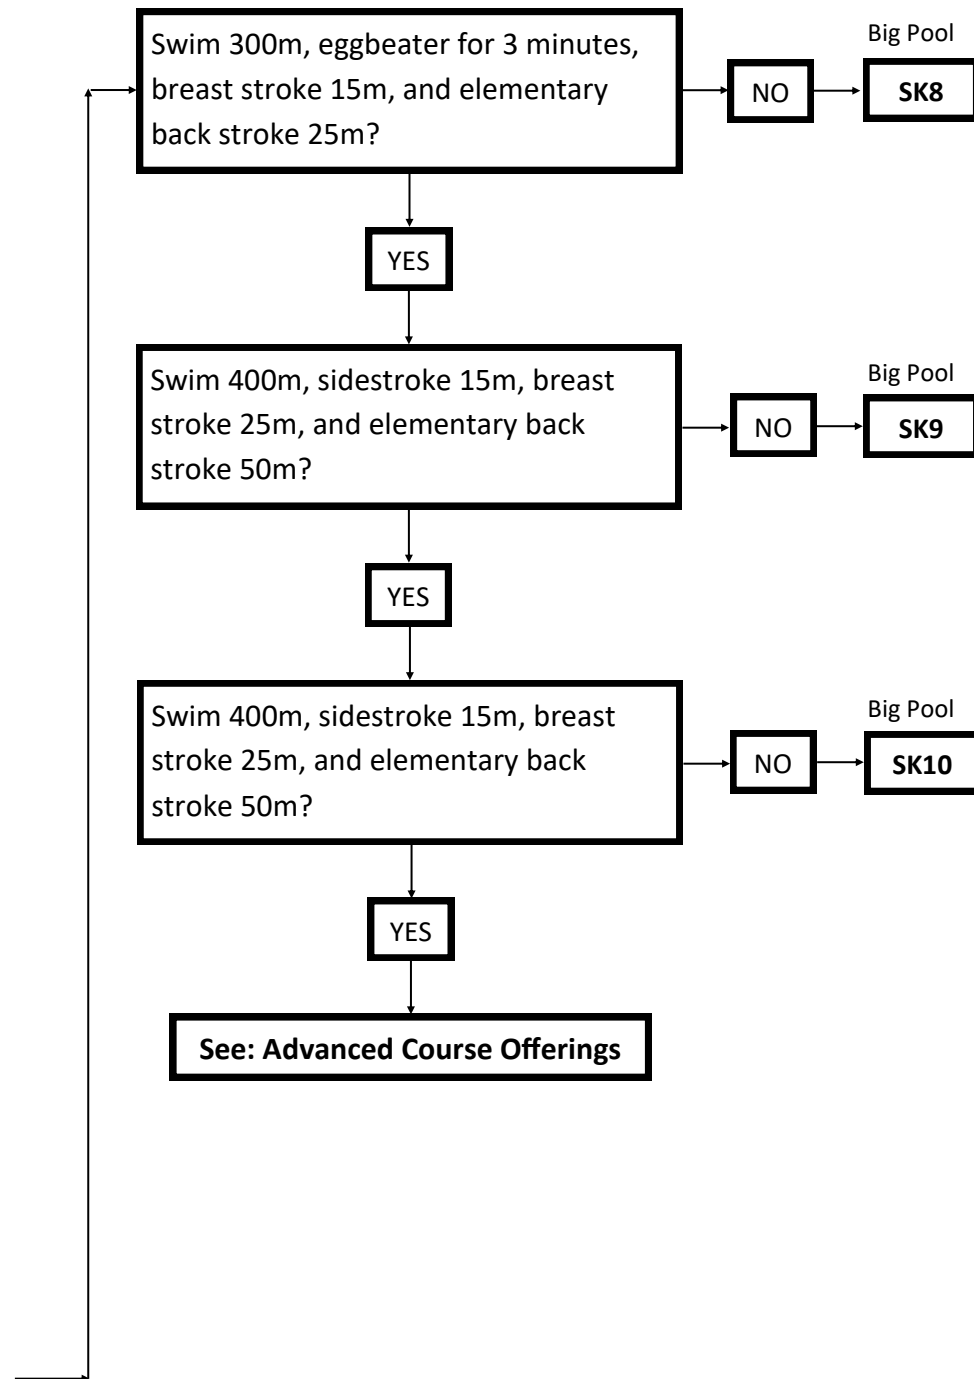 Big Pool
Swim 300m, eggbeater for 3 minutes,
breast stroke 15m, and elementary
back stroke 25m?
NO
SK8
YES
Big Pool
Swim 400m, sidestroke 15m, breast
stroke 25m, and elementary back
stroke 50m?
NO
SK9
YES
Big Pool
Swim 400m, sidestroke 15m, breast
stroke 25m, and elementary back
stroke 50m?
NO
SK10
YES
See: Advanced Course Offerings